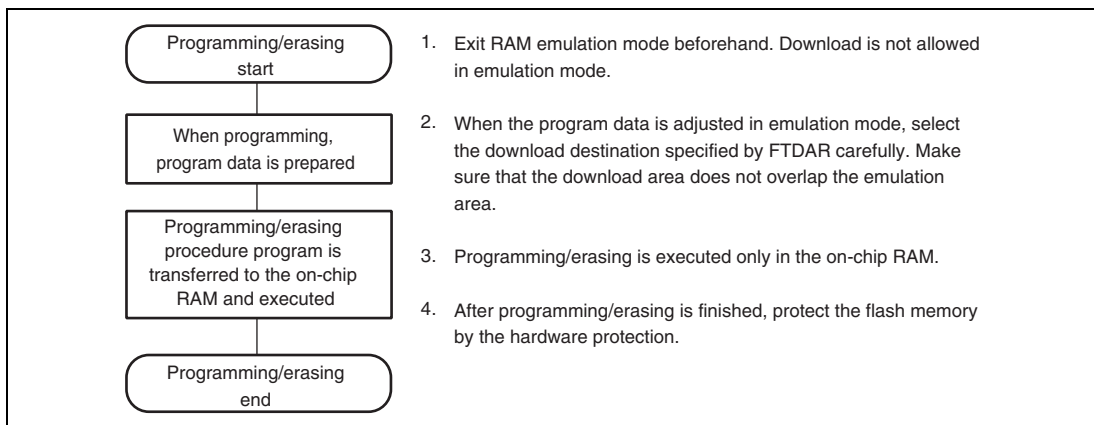 Programming/erasing
start
When programming,
program data is prepared
Programming/erasing
procedure program is
transferred to the on-chip
RAM and executed
Programming/erasing
end
1. Exit RAM emulation mode beforehand. Download is not allowed
in emulation mode.
2. When the program data is adjusted in emulation mode, select
the download destination specified by FTDAR carefully. Make
sure that the download area does not overlap the emulation
area.
3. Programming/erasing is executed only in the on-chip RAM.
4. After programming/erasing is finished, protect the flash memory
by the hardware protection.